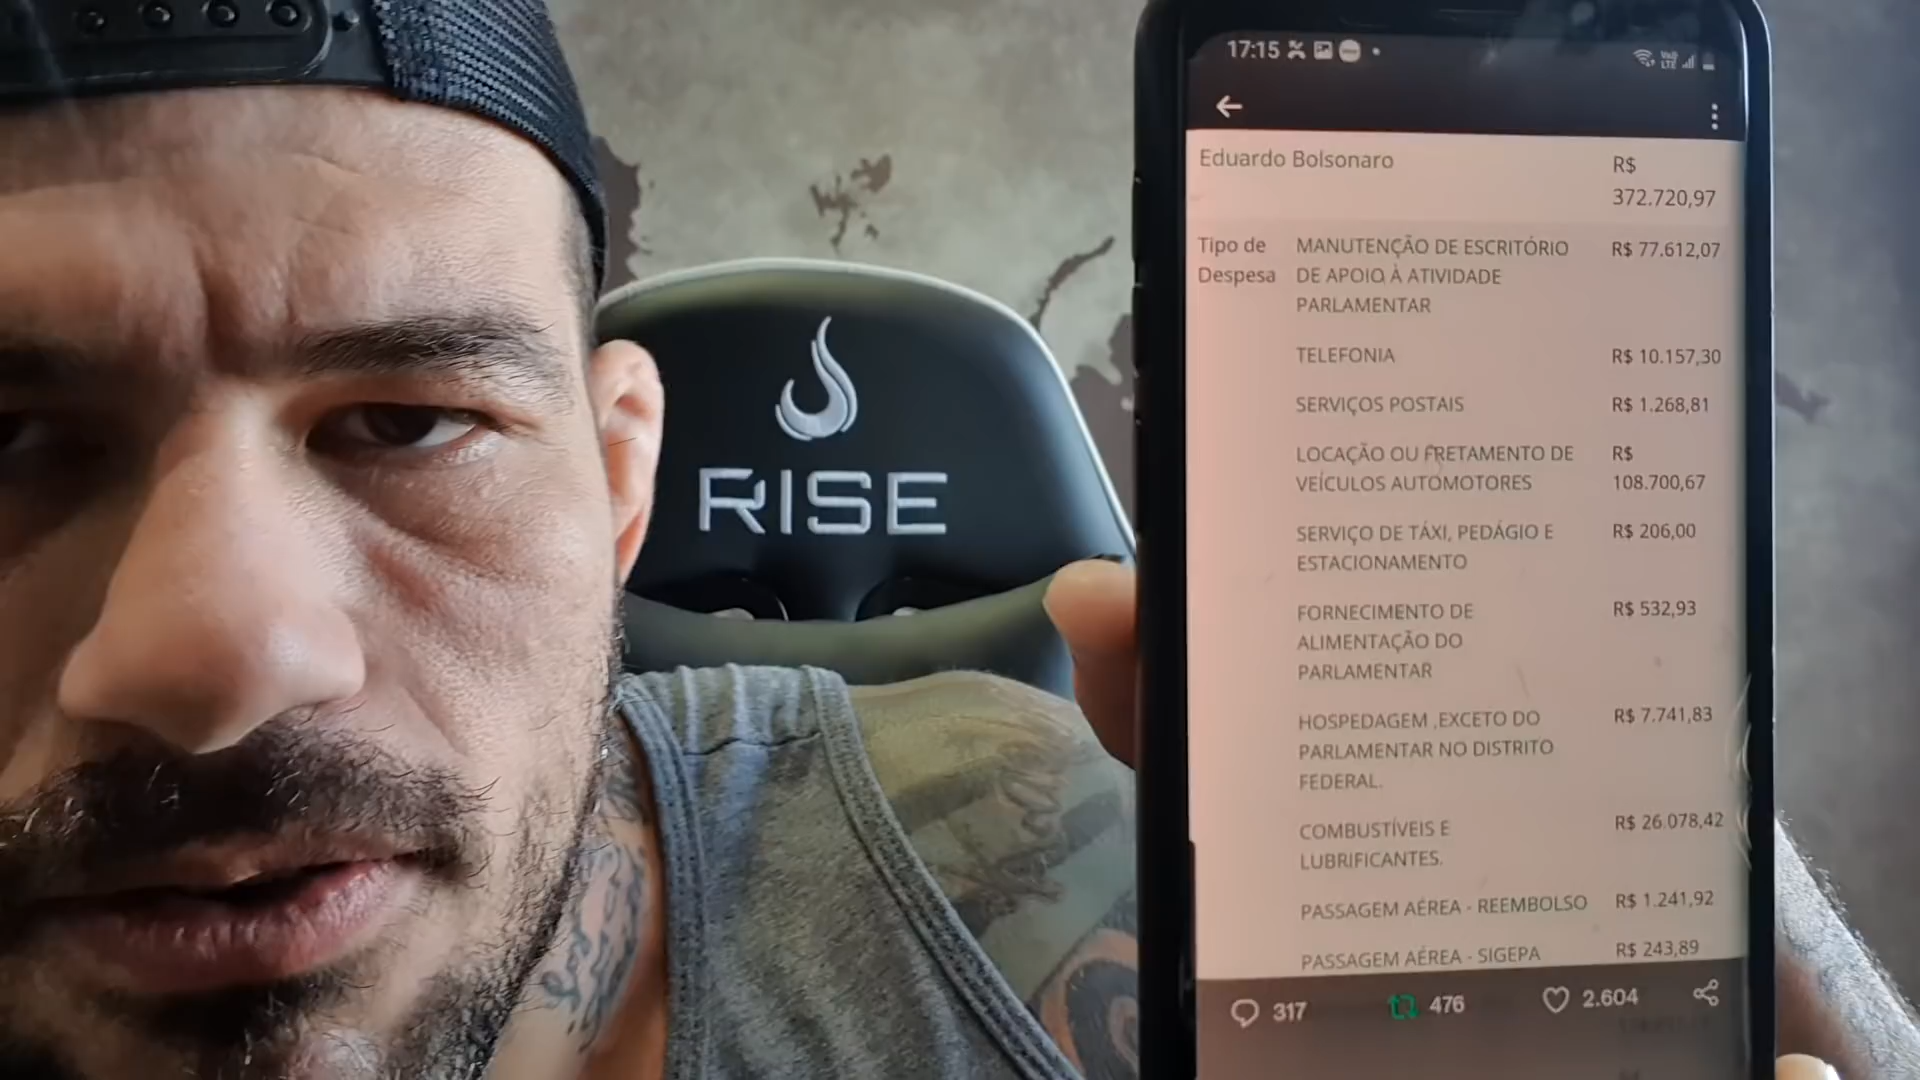 17:15
VoD LTE
Eduardo Bolsonaro
R$
372.720,97
Tipo de
Despesa
MANUTENÇÃO DE ESCRITÓRIO
DE APOIO À ATIVIDADE
PARLAMENTAR
R$ 77.612,07
TELEFONIA
R$ 10.157,30
SERVIÇOS POSTAIS
R$ 1.268,81
LOCAÇÃO OU FRETAMENTO DE
VEÍCULOS AUTOMOTORES
R$
108.700,67
SERVIÇO DE TÁXI, PEDÁGIO E
ESTACIONAMENTO
R$ 206,00
FORNECIMENTO DE
ALIMENTAÇÃO DO
PARLAMENTAR
R$ 532,93
HOSPEDAGEM ,EXCETO DO
PARLAMENTAR NO DISTRITO
FEDERAL.
R$ 7.741,83
COMBUSTÍVEIS E
LUBRIFICANTES.
R$ 26.078,42
PASSAGEM AÉREA - REEMBOLSO
R$ 1.241,92
PASSAGEM AÉREA - SIGEPA
R$ 243,89
317
476
2.604
RISE